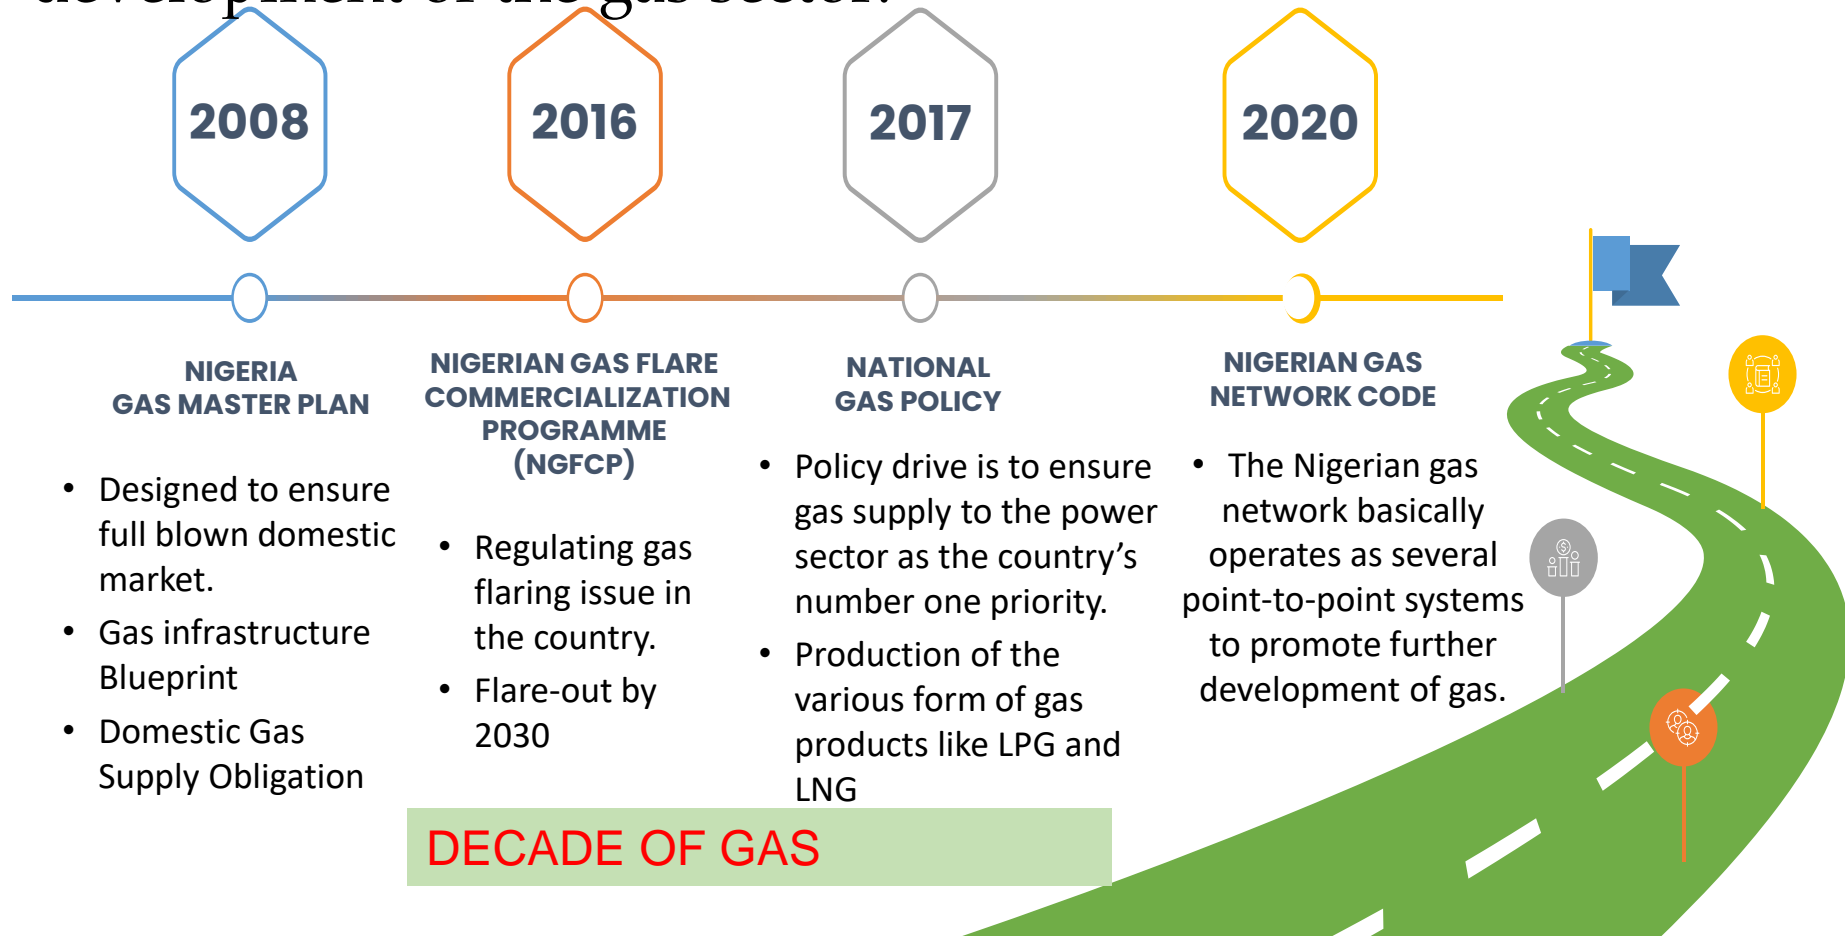 development of the gas sector.
2008
2016
2017
2020
NIGERIA
GAS MASTER PLAN
• Designed to ensure
full blown domestic
market.
• Gas infrastructure
Blueprint
• Domestic Gas
Supply Obligation
NIGERIAN GAS FLARE
COMMERCIALIZATION
PROGRAMME
(NGFCP)
• Regulating gas
flaring issue in
the country.
• Flare-out by
2030
NATIONAL
GAS POLICY
• Policy drive is to ensure
gas supply to the power
sector as the country’s
number one priority.
• Production of the
various form of gas
products like LPG and
LNG
NIGERIAN GAS
NETWORK CODE
• The Nigerian gas
network basically
operates as several
point-to-point systems
to promote further
development of gas.
DECADE OF GAS